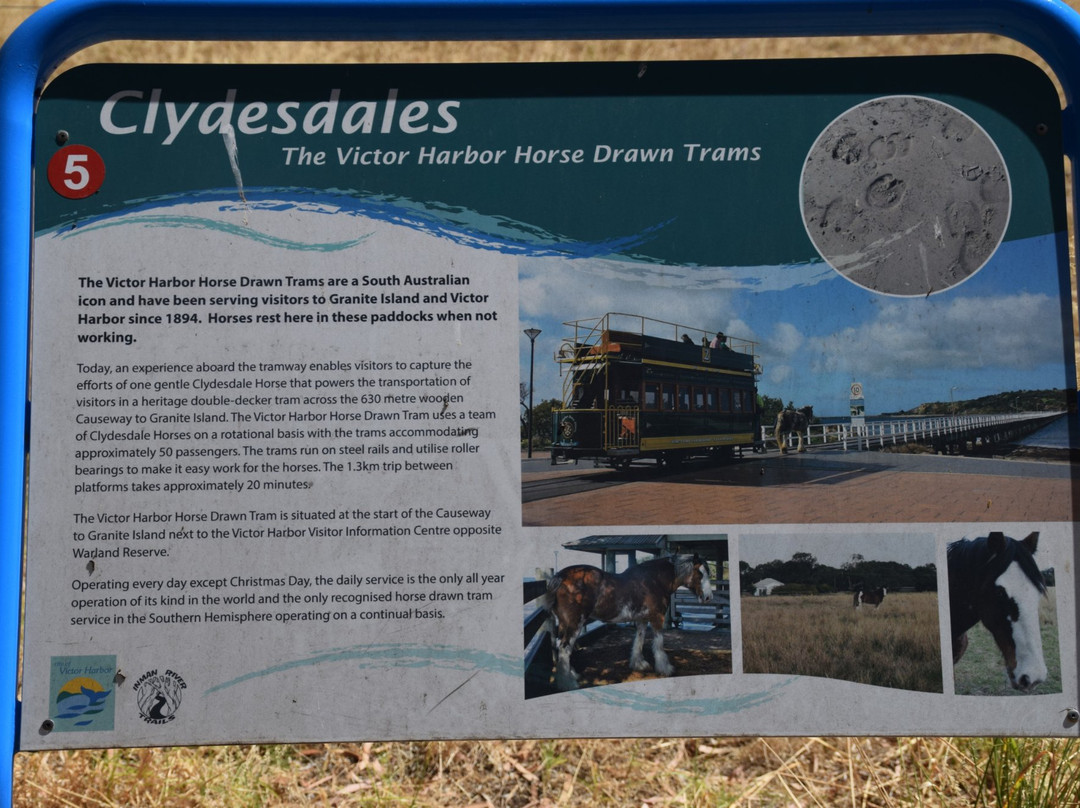 Clydesdales
The Victor Harbor Horse Drawn Trams
5
The Victor Harbor Horse Drawn Trams are a South Australian
icon and have been serving visitors to Granite Island and Victor
Harbor since 1894. Horses rest here in these paddocks when not
working.
Today, an experience aboard the tramway enables visitors to capture the
efforts of one gentle Clydesdale Horse that powers the transportation of
visitors in a heritage double-decker tram across the 630 metre wooden
Causeway to Granite Island. The Victor Harbor Horse Drawn Tram uses a team
of Clydesdale Horses on a rotational basis with the trams accommodating
approximately 50 passengers. The trams run on steel rails and utilise roller
bearings to make it easy work for the horses. The 1.3km trip between
platforms takes approximately 20 minutes.
The Victor Harbor Horse Drawn Tram is situated at the start of the Causeway
to Granite Island next to the Victor Harbor Visitor Information Centre opposite
Warland Reserve.
Operating every day except Christmas Day, the daily service is the only all year
operation of its kind in the world and the only recognised horse drawn tram
service in the Southern Hemisphere operating on a continual basis.
city of
Victor Harbor
INMAN RIVER
TRAILS